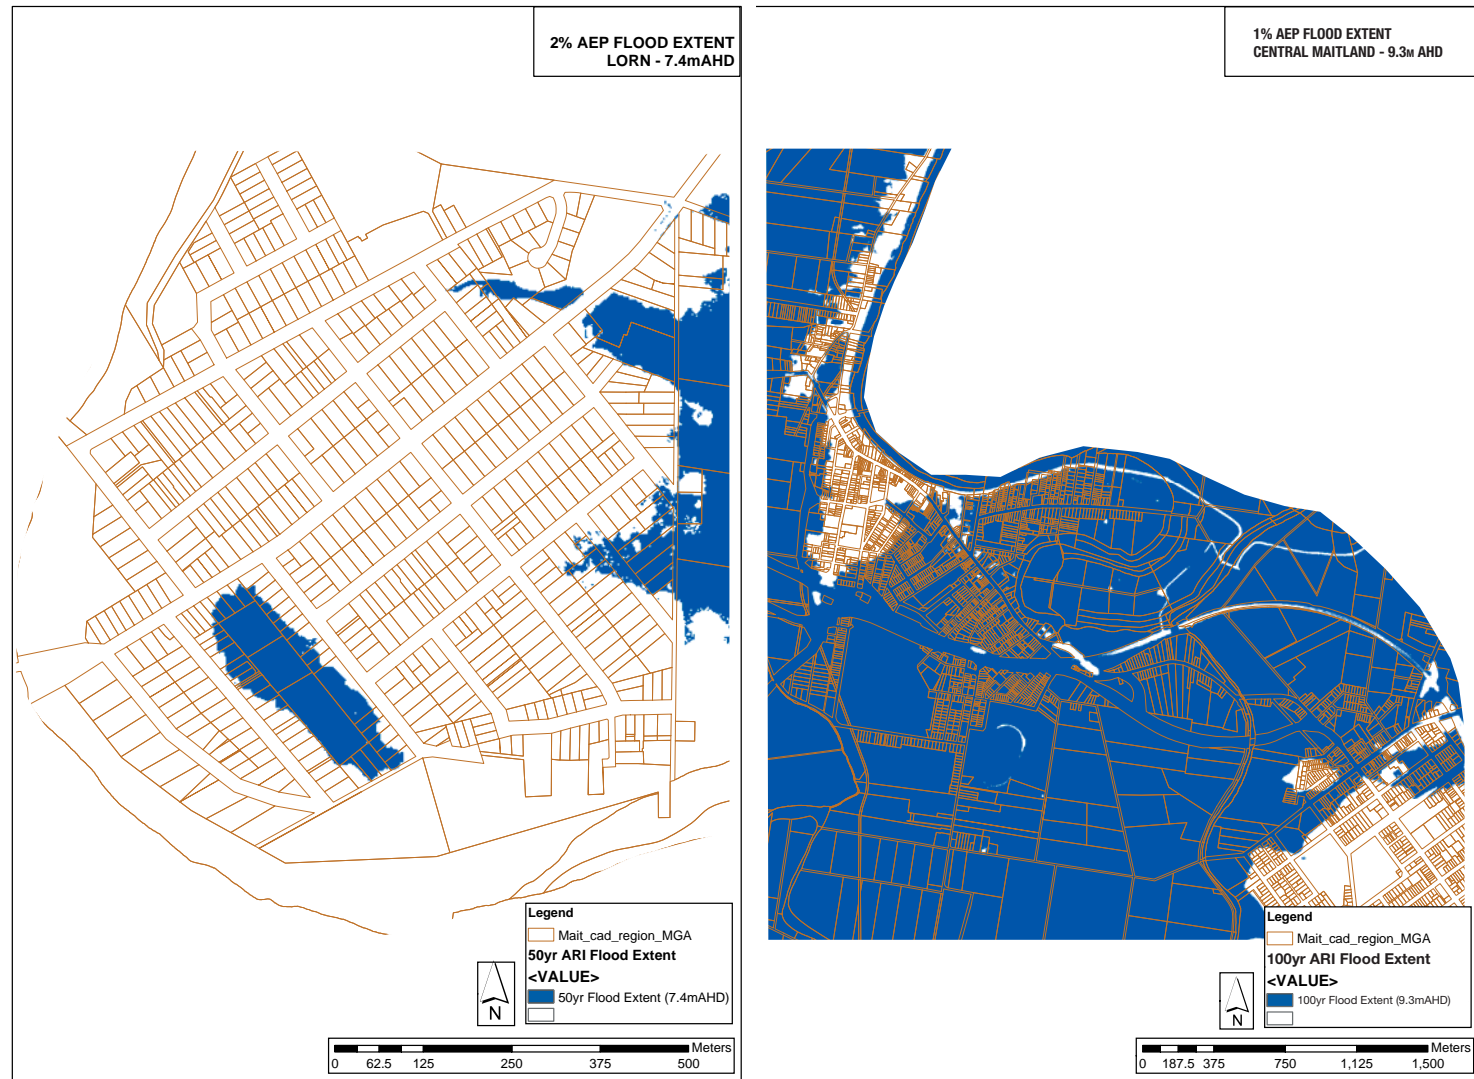 2% AEP FLOOD EXTENT
LORN - 7.4mAHD
Legend
Mait_cad_region_MGA
50yr ARI Flood Extent
<VALUE>
50yr Flood Extent (7.4mAHD)
N
Meters
0 62.5 125 250 375 500
1% AEP FLOOD EXTENT
CENTRAL MAITLAND - 9.3M AHD
Legend
Mait_cad_region_MGA
100yr ARI Flood Extent
<VALUE>
100yr Flood Extent (9.3mAHD)
N
Meters
0 187.5 375 750 1,125 1,500